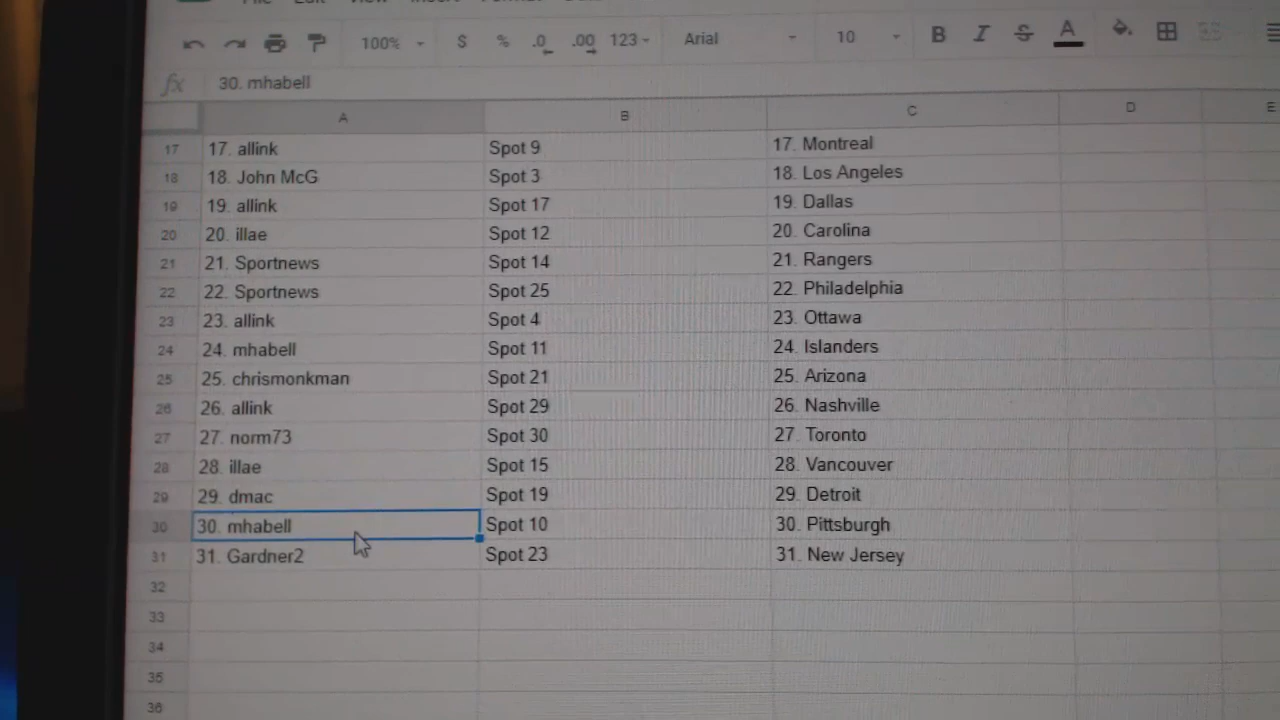 100% $ % .0 .00 123 Arial 10 B I S A
fx 30. mhabell
A B C D E
17 17. allink Spot 9 17. Montreal
18 18. John McG Spot 3 18. Los Angeles
19 19. allink Spot 17 19. Dallas
20 20. illae Spot 12 20. Carolina
21 21. Sportnews Spot 14 21. Rangers
22 22. Sportnews Spot 25 22. Philadelphia
23 23. allink Spot 4 23. Ottawa
24 24. mhabell Spot 11 24. Islanders
25 25. chrismonkman Spot 21 25. Arizona
26 26. allink Spot 29 26. Nashville
27 27. norm73 Spot 30 27. Toronto
28 28. illae Spot 15 28. Vancouver
29 29. dmac Spot 19 29. Detroit
30 30. mhabell Spot 10 30. Pittsburgh
31 31. Gardner2 Spot 23 31. New Jersey
32
33
34
35
36